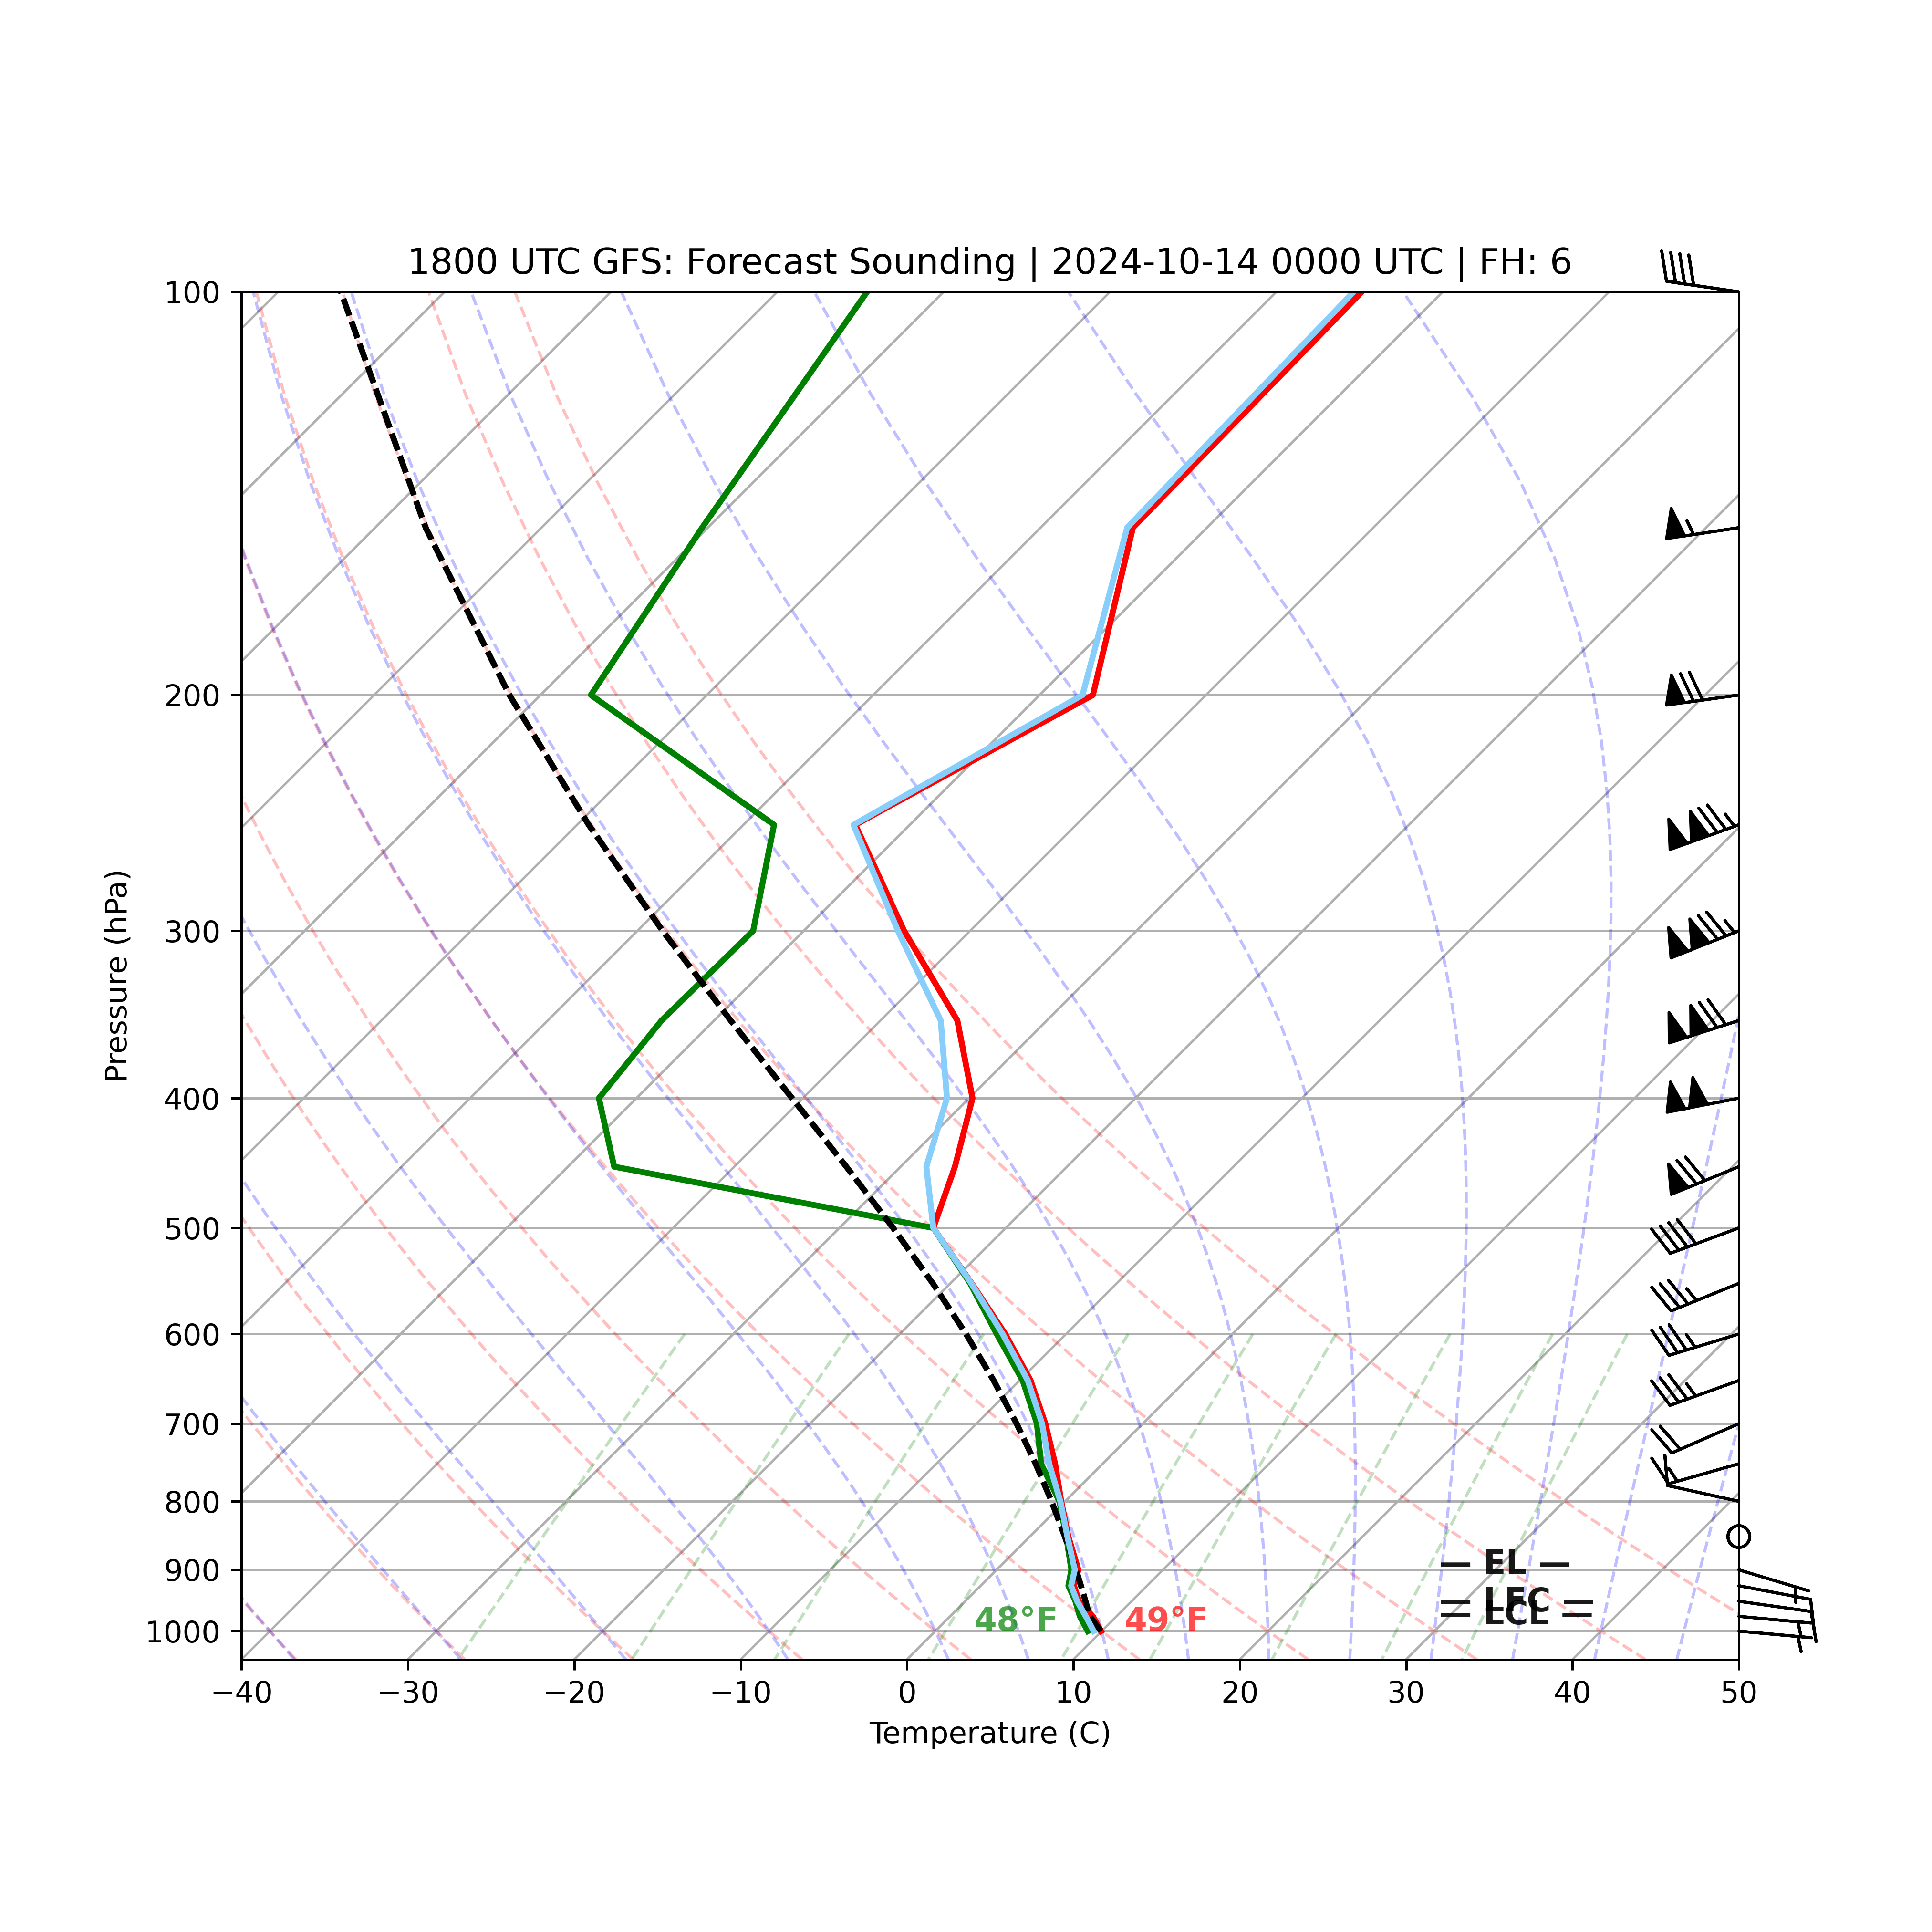 1800 UTC GFS: Forecast Sounding | 2024-10-14 0000 UTC | FH: 6
100
200
300
400
500
600
700
800
900
1000
Pressure (hPa)
— EL —
— LFC —
— LCL —
48°F
49°F
−40 −30 −20 −10 0 10 20 30 40 50
Temperature (C)